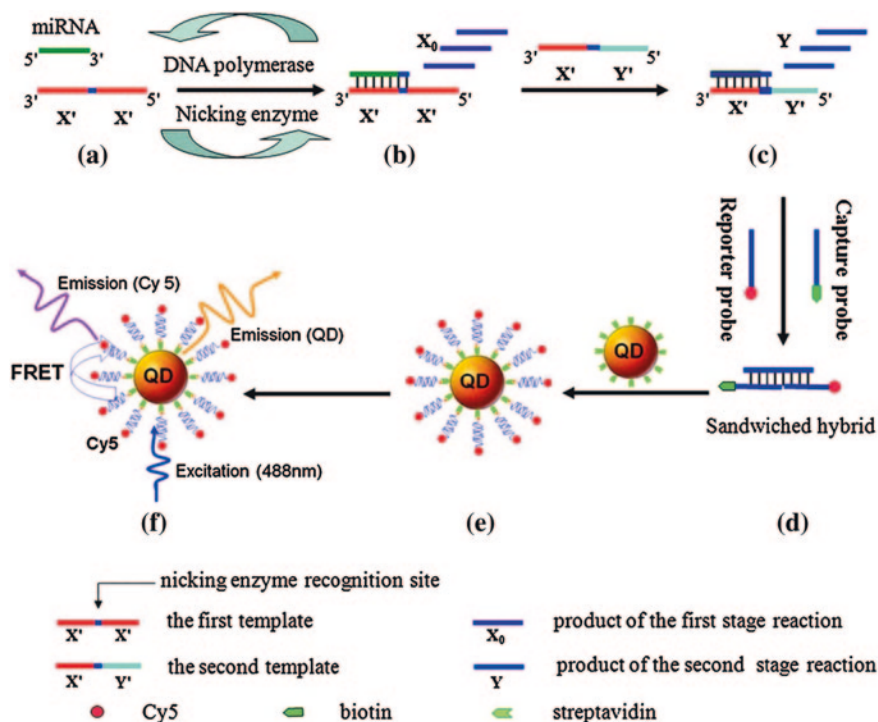 miRNA
5' 3'
DNA polymerase
3' 5'
X' X'
Nicking enzyme
(a)
X₀
3' 5'
X' X'
(b)
3' 5'
X' Y'
Y
3' 5'
X' Y'
(c)
Reporter probe
Capture probe
Sandwiched hybrid
(d)
QD
QD
(e)
Emission (Cy 5)
Emission (QD)
FRET
QD
Cy5
Excitation (488nm)
(f)
nicking enzyme recognition site
X' X' the first template
X₀ product of the first stage reaction
X' Y' the second template
Y product of the second stage reaction
Cy5 biotin streptavidin